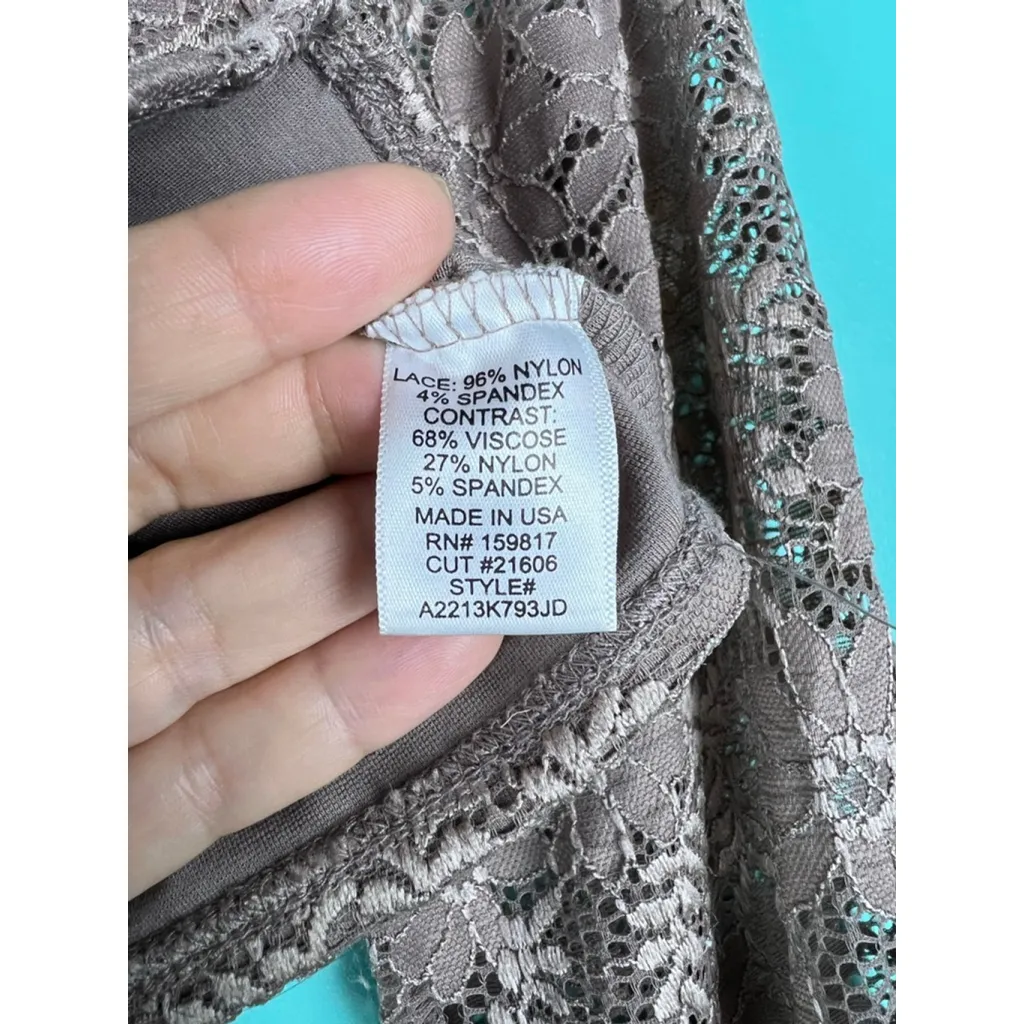 LACE: 96% NYLON
4% SPANDEX
CONTRAST:
68% VISCOSE
27% NYLON
5% SPANDEX
MADE IN USA
RN# 159817
CUT #21606
STYLE#
A2213K793JD